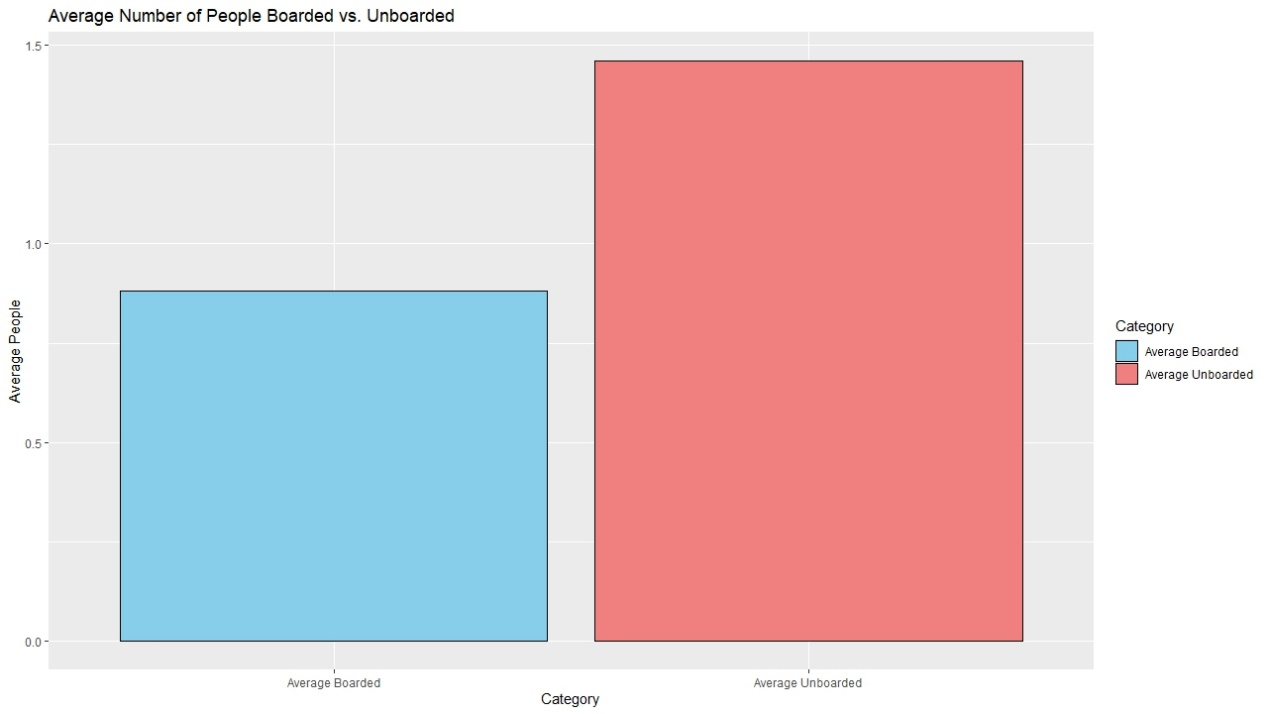 Average Number of People Boarded vs. Unboarded
1.5
1.0
0.5
0.0
Average People
Average Boarded
Average Unboarded
Category
Category
Average Boarded
Average Unboarded